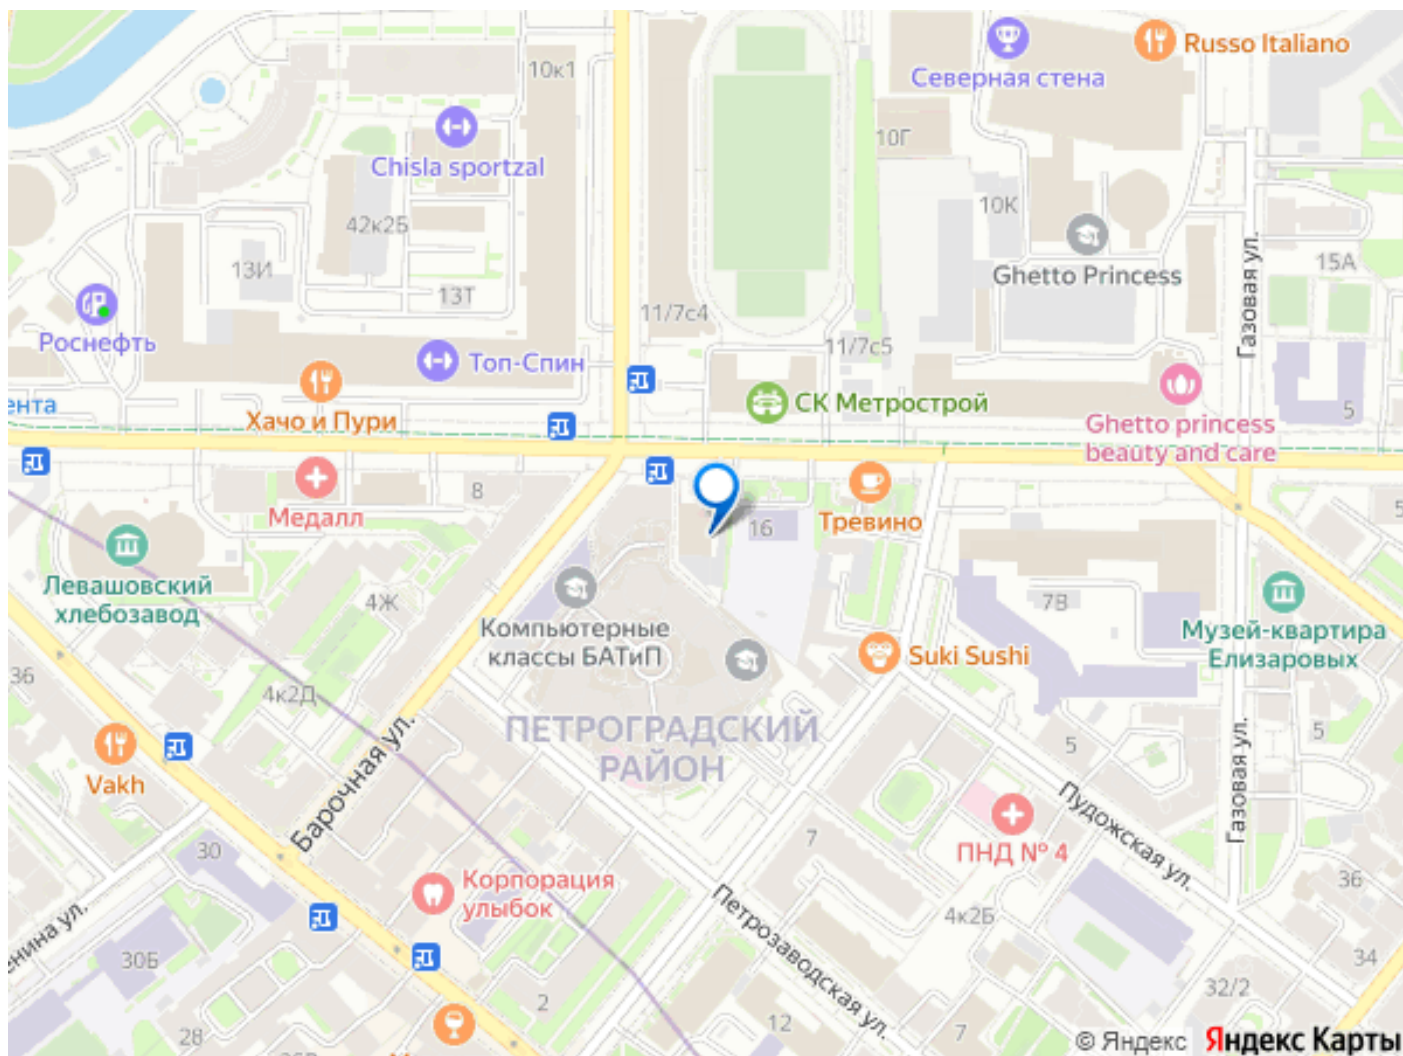 Russo Italiano
Северная стена
10к1
Chisla sportzal
10Г
42к2Б
10К
Ghetto Princess
Газовая ул.
15А
13И
13Т
Роснефть
11/7с4
11/7с5
Топ-Спин
Хачо и Пури
СК Метрострой
ента
Ghetto princess
beauty and care
5
Медалл
8
16
Тревино
5
Левашовский
хлебозавод
4Ж
Компьютерные
классы БАТиП
7В
Suki Sushi
Музей-квартира
Елизаровых
36
4к2Д
ПЕТРОГРАДСКИЙ
РАЙОН
5
5
Vakh
Барочная ул.
Пудожская ул.
Газовая ул.
30
7
ПНД № 4
Корпорация
улыбок
36
Петрозаводская ул.
4к2Б
енина ул.
30Б
34
2
32/2
28
12
7
© Яндекс Яндекс Карты